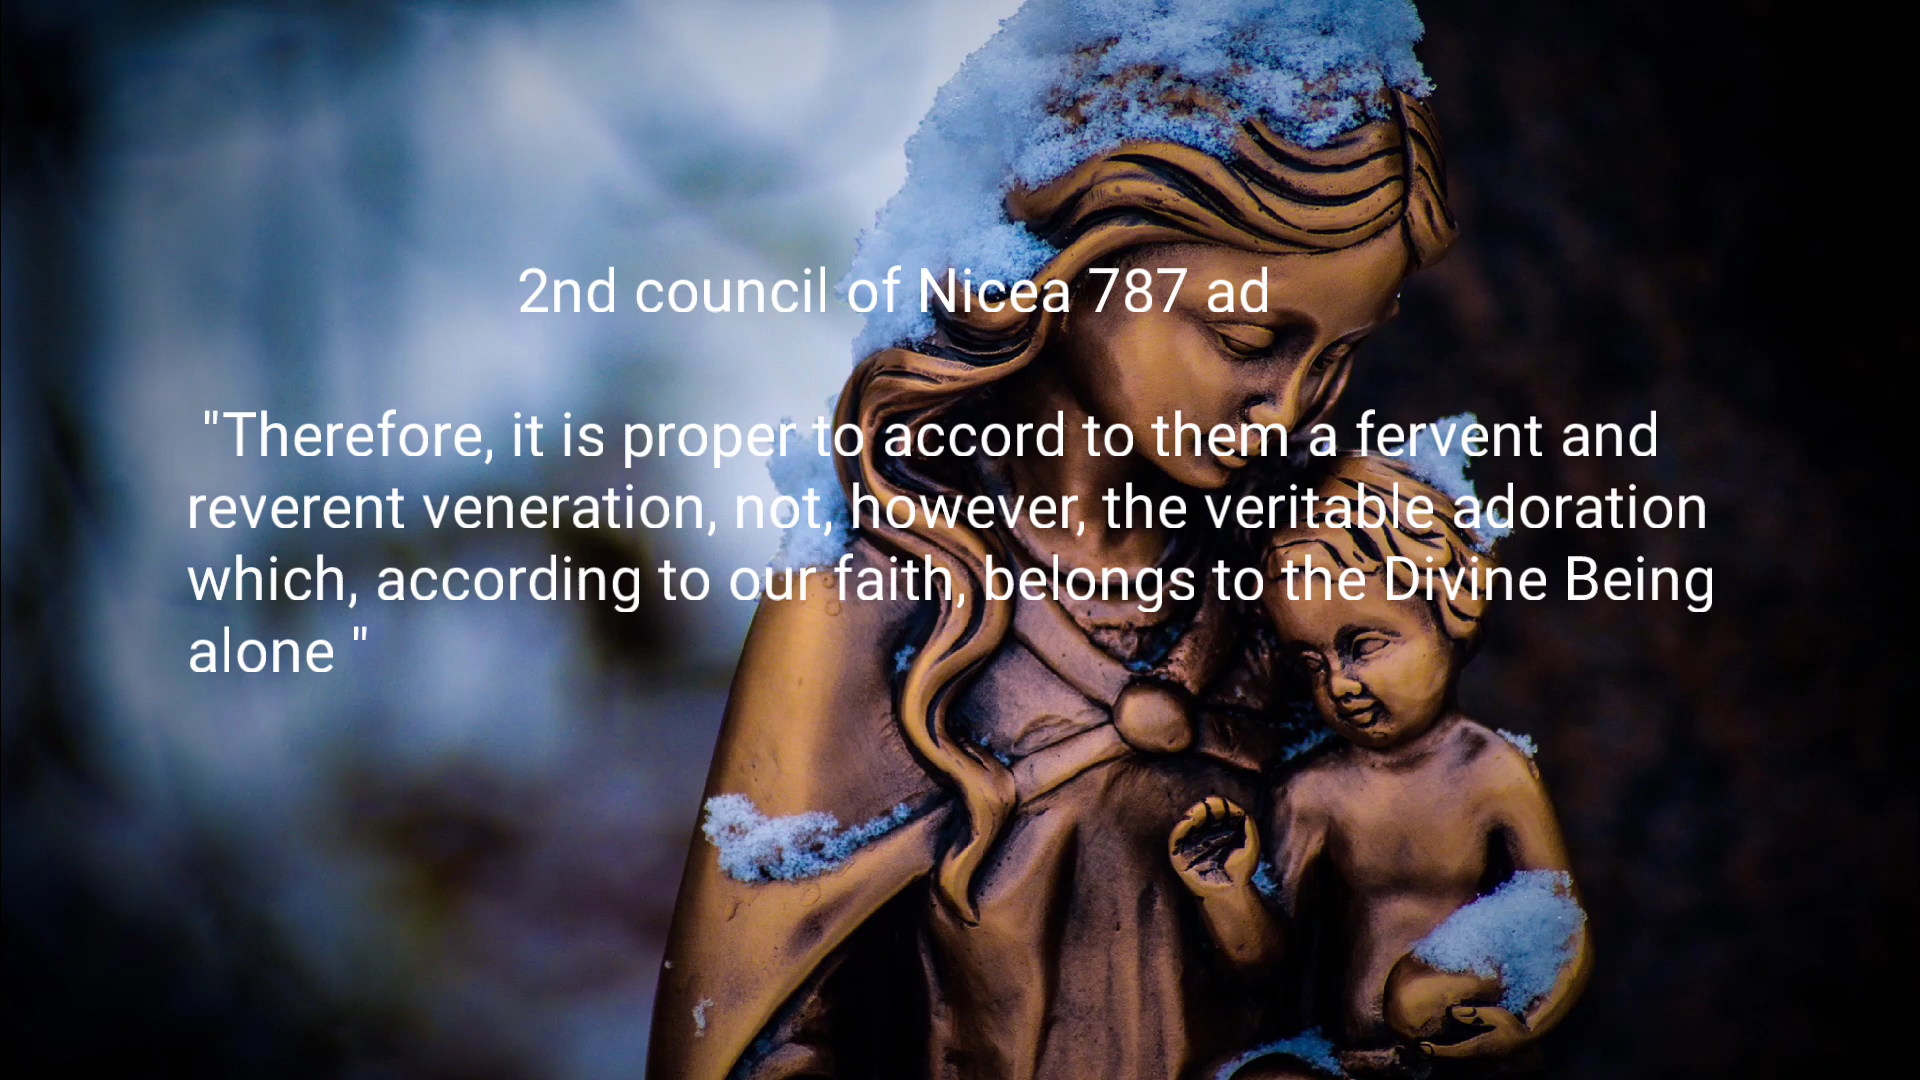 2nd council of Nicea 787 ad
"Therefore, it is proper to accord to them a fervent and
reverent veneration, not, however, the veritable adoration
which, according to our faith, belongs to the Divine Being
alone "